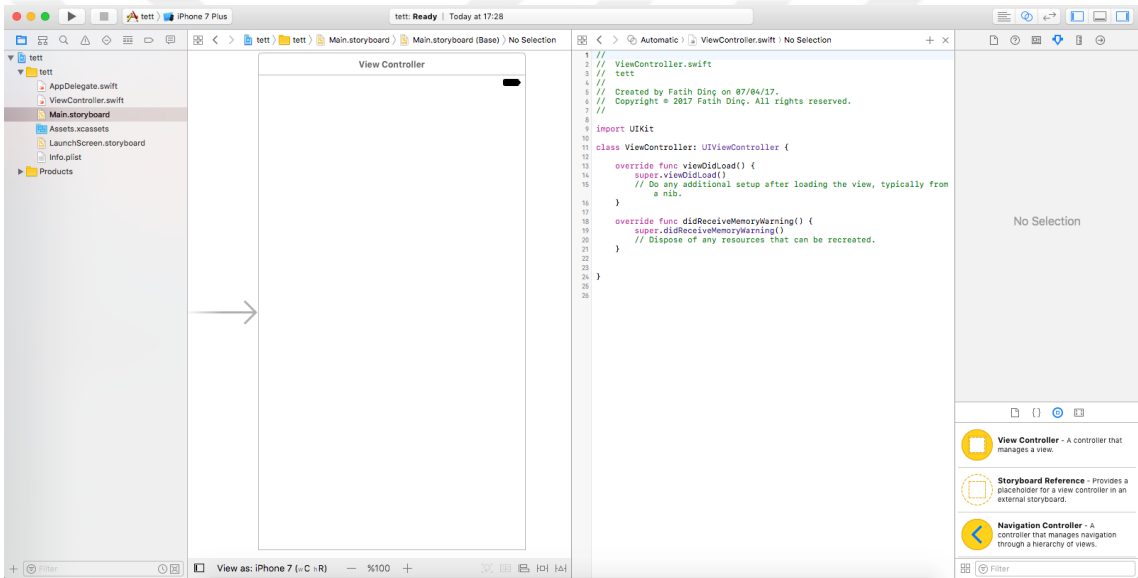 tett
iPhone 7 Plus
tett: Ready | Today at 17:28
tett
tett
AppDelegate.swift
ViewController.swift
Main.storyboard
Assets.xcassets
LaunchScreen.storyboard
Info.plist
Products
Filter
tett
tett
Main.storyboard
Main.storyboard (Base)
No Selection
View Controller
View as: iPhone 7 (wC hR)
%100
Automatic
ViewController.swift
No Selection
1 //
2 //  ViewController.swift
3 //  tett
4 //
5 //  Created by Fatih Dinç on 07/04/17.
6 //  Copyright © 2017 Fatih Dinç. All rights reserved.
7 //
8
9 import UIKit
10
11 class ViewController: UIViewController {
12
13     override func viewDidLoad() {
14         super.viewDidLoad()
15         // Do any additional setup after loading the view, typically from
a nib.
16     }
17
18     override func didReceiveMemoryWarning() {
19         super.didReceiveMemoryWarning()
20         // Dispose of any resources that can be recreated.
21     }
22
23
24 }
25
26
No Selection
{}
View Controller - A controller that
manages a view.
Storyboard Reference - Provides a
placeholder for a view controller in an
external storyboard.
Navigation Controller - A
controller that manages navigation
through a hierarchy of views.
Filter